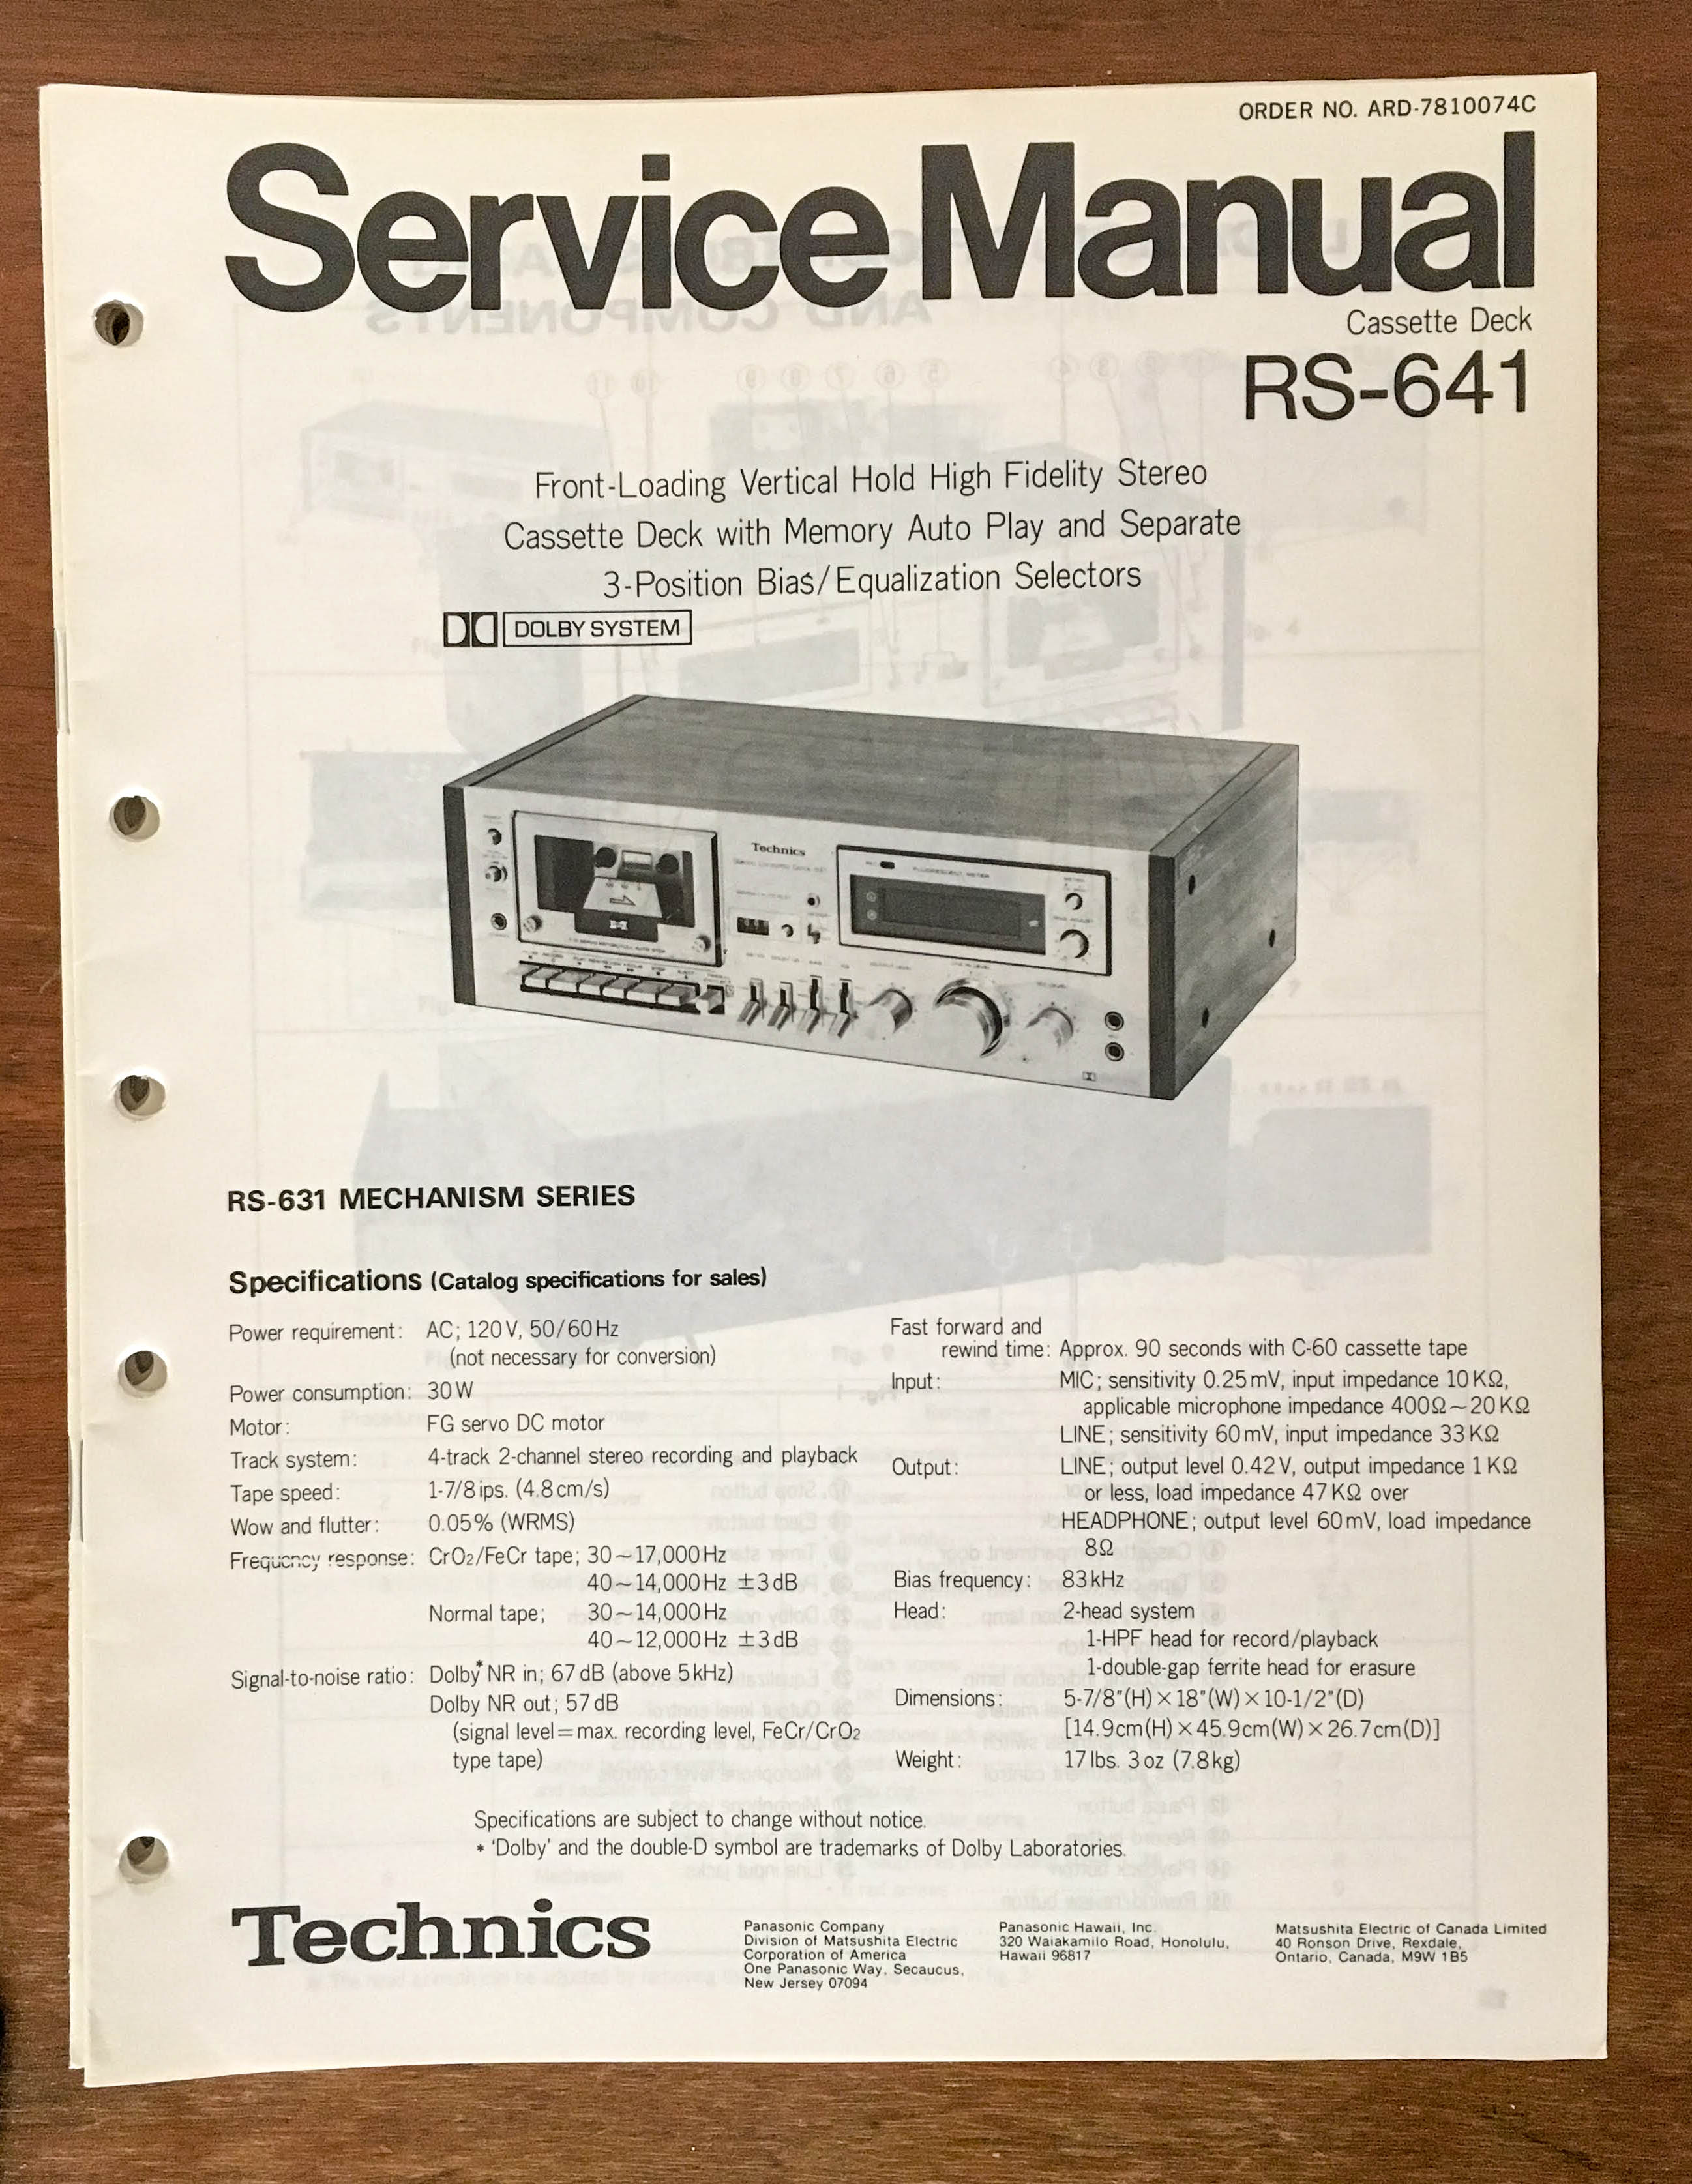 ORDER NO. ARD-7810074C
Service Manual
Cassette Deck
RS-641
Front-Loading Vertical Hold High Fidelity Stereo
Cassette Deck with Memory Auto Play and Separate
3-Position Bias/Equalization Selectors
DOLBY SYSTEM
Technics
RS-631 MECHANISM SERIES
Specifications (Catalog specifications for sales)
Power requirement: AC; 120V, 50/60Hz
(not necessary for conversion)
Power consumption: 30W
Motor: FG servo DC motor
Track system: 4-track 2-channel stereo recording and playback
Tape speed: 1-7/8ips. (4.8cm/s)
Wow and flutter: 0.05% (WRMS)
Frequency response: CrO2/FeCr tape; 30~17,000Hz
40~14,000Hz ±3dB
Normal tape; 30~14,000Hz
40~12,000Hz ±3dB
Signal-to-noise ratio: Dolby* NR in; 67dB (above 5kHz)
Dolby NR out; 57dB
(signal level=max. recording level, FeCr/CrO2
type tape)
Fast forward and
rewind time: Approx. 90 seconds with C-60 cassette tape
Input: MIC; sensitivity 0.25mV, input impedance 10KΩ,
applicable microphone impedance 400Ω~20KΩ
LINE; sensitivity 60mV, input impedance 33KΩ
Output: LINE; output level 0.42V, output impedance 1KΩ
or less, load impedance 47KΩ over
HEADPHONE; output level 60mV, load impedance
8Ω
Bias frequency: 83kHz
Head: 2-head system
1-HPF head for record/playback
1-double-gap ferrite head for erasure
Dimensions: 5-7/8"(H)×18"(W)×10-1/2"(D)
[14.9cm(H)×45.9cm(W)×26.7cm(D)]
Weight: 17lbs. 3oz (7.8kg)
Specifications are subject to change without notice.
* 'Dolby' and the double-D symbol are trademarks of Dolby Laboratories.
Technics
Panasonic Company
Division of Matsushita Electric
Corporation of America
One Panasonic Way, Secaucus,
New Jersey 07094
Panasonic Hawaii, Inc.
320 Waiakamilo Road, Honolulu,
Hawaii 96817
Matsushita Electric of Canada Limited
40 Ronson Drive, Rexdale,
Ontario, Canada, M9W 1B5